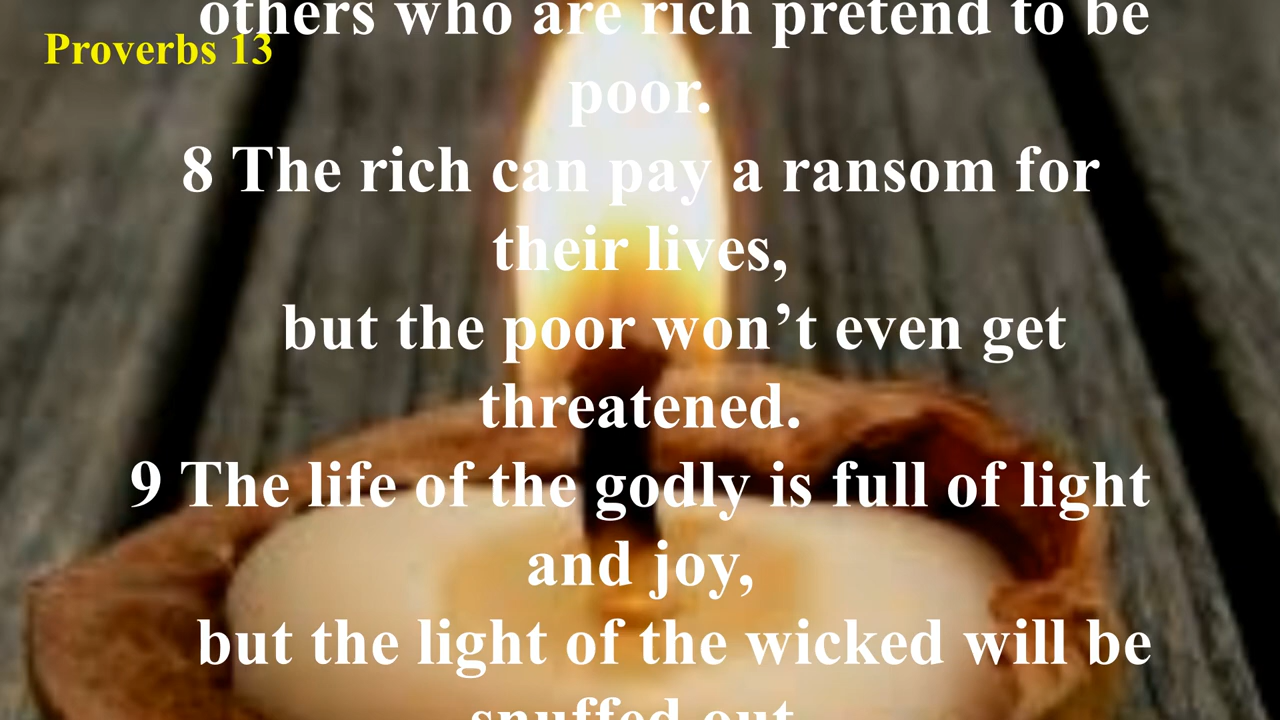 others who are rich pretend to be
Proverbs 13
poor.
8 The rich can pay a ransom for
their lives,
but the poor won’t even get
threatened.
9 The life of the godly is full of light
and joy,
but the light of the wicked will be
snuffed out.